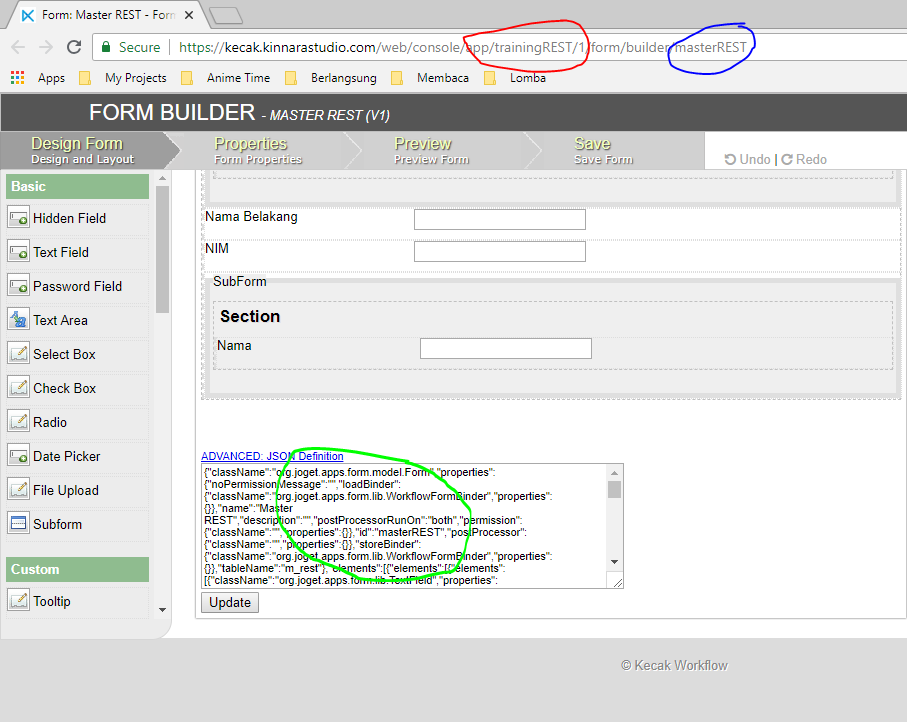 Form: Master REST - Form
Secure | https://kecak.kinnarastudio.com/web/console/app/trainingREST/1/form/builder/masterREST
Apps My Projects Anime Time Berlangsung Membaca Lomba
FORM BUILDER - MASTER REST (V1)
Design Form Properties Preview Save
Design and Layout Form Properties Preview Form Save Form
Undo | Redo
Basic
Hidden Field
Text Field
Password Field
Text Area
Select Box
Check Box
Radio
Date Picker
File Upload
Subform
Custom
Tooltip
Nama Belakang
NIM
SubForm
Section
Nama
ADVANCED: JSON Definition
{"className":"org.joget.apps.form.model.Form","properties":
{"noPermissionMessage":"","loadBinder":
{"className":"org.joget.apps.form.lib.WorkflowFormBinder","properties":
{}},"name":"Master
REST","description":"","postProcessorRunOn":"both","permission":
{"className":"","properties":{}},"id":"masterREST","postProcessor":
{"className":"","properties":{}},"storeBinder":
{"className":"org.joget.apps.form.lib.WorkflowFormBinder","properties":
{}},"tableName":"m_rest"},"elements":[{"elements":[{"elements":
[{"className":"org.joget.apps.form.lib.TextField","properties":
Update
© Kecak Workflow